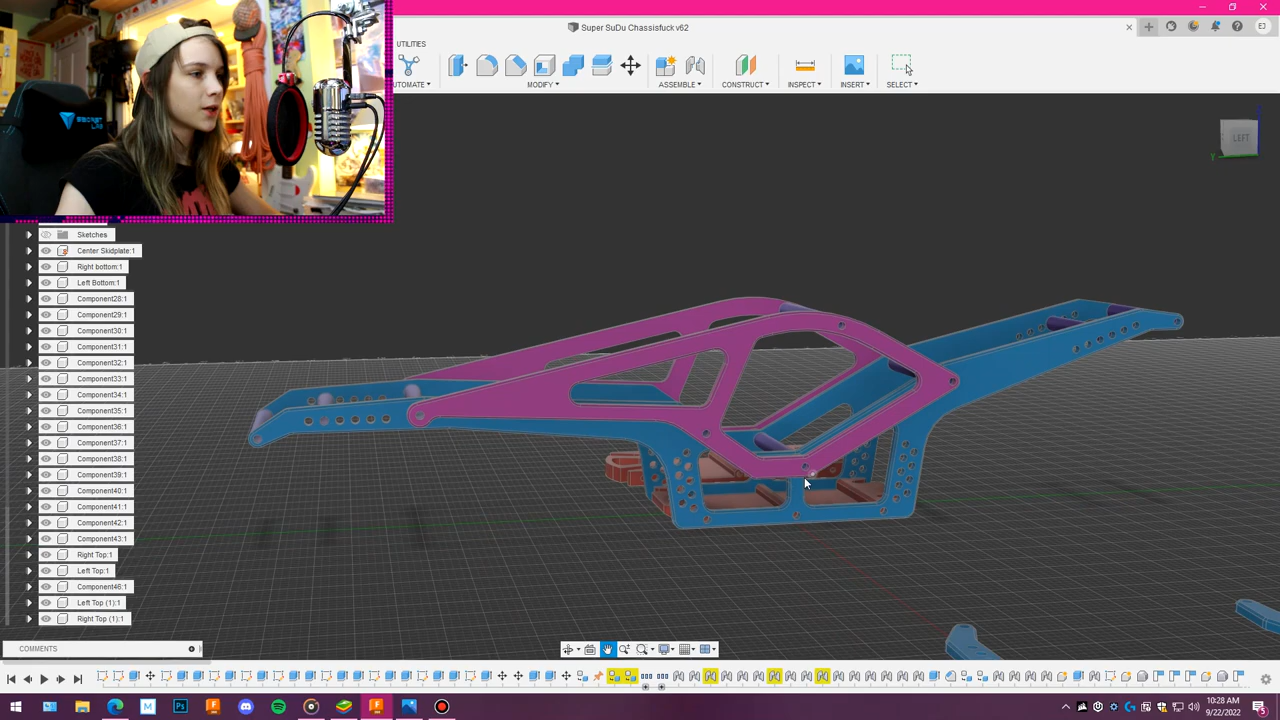 Super SuDu Chassisfuck v62
EJ
UTILITIES
AUTOMATE
MODIFY
ASSEMBLE
CONSTRUCT
INSPECT
INSERT
SELECT
LEFT
Y
Sketches
Center Skidplate:1
Right bottom:1
Left Bottom:1
Component28:1
Component29:1
Component30:1
Component31:1
Component32:1
Component33:1
Component34:1
Component35:1
Component36:1
Component37:1
Component38:1
Component39:1
Component40:1
Component41:1
Component42:1
Component43:1
Right Top:1
Left Top:1
Component46:1
Left Top (1):1
Right Top (1):1
COMMENTS
10:28 AM
9/22/2022